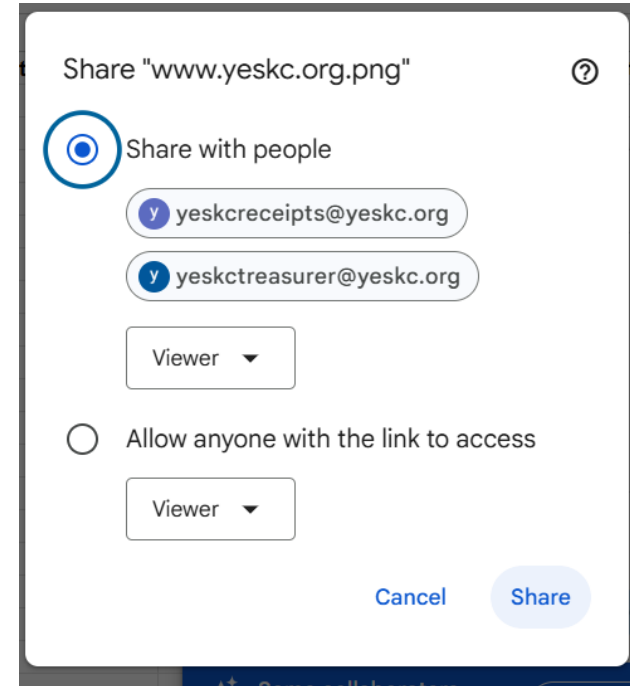 Share "www.yeskc.org.png"
Share with people
y yeskcreceipts@yeskc.org
y yeskctreasurer@yeskc.org
Viewer
Allow anyone with the link to access
Viewer
Cancel Share